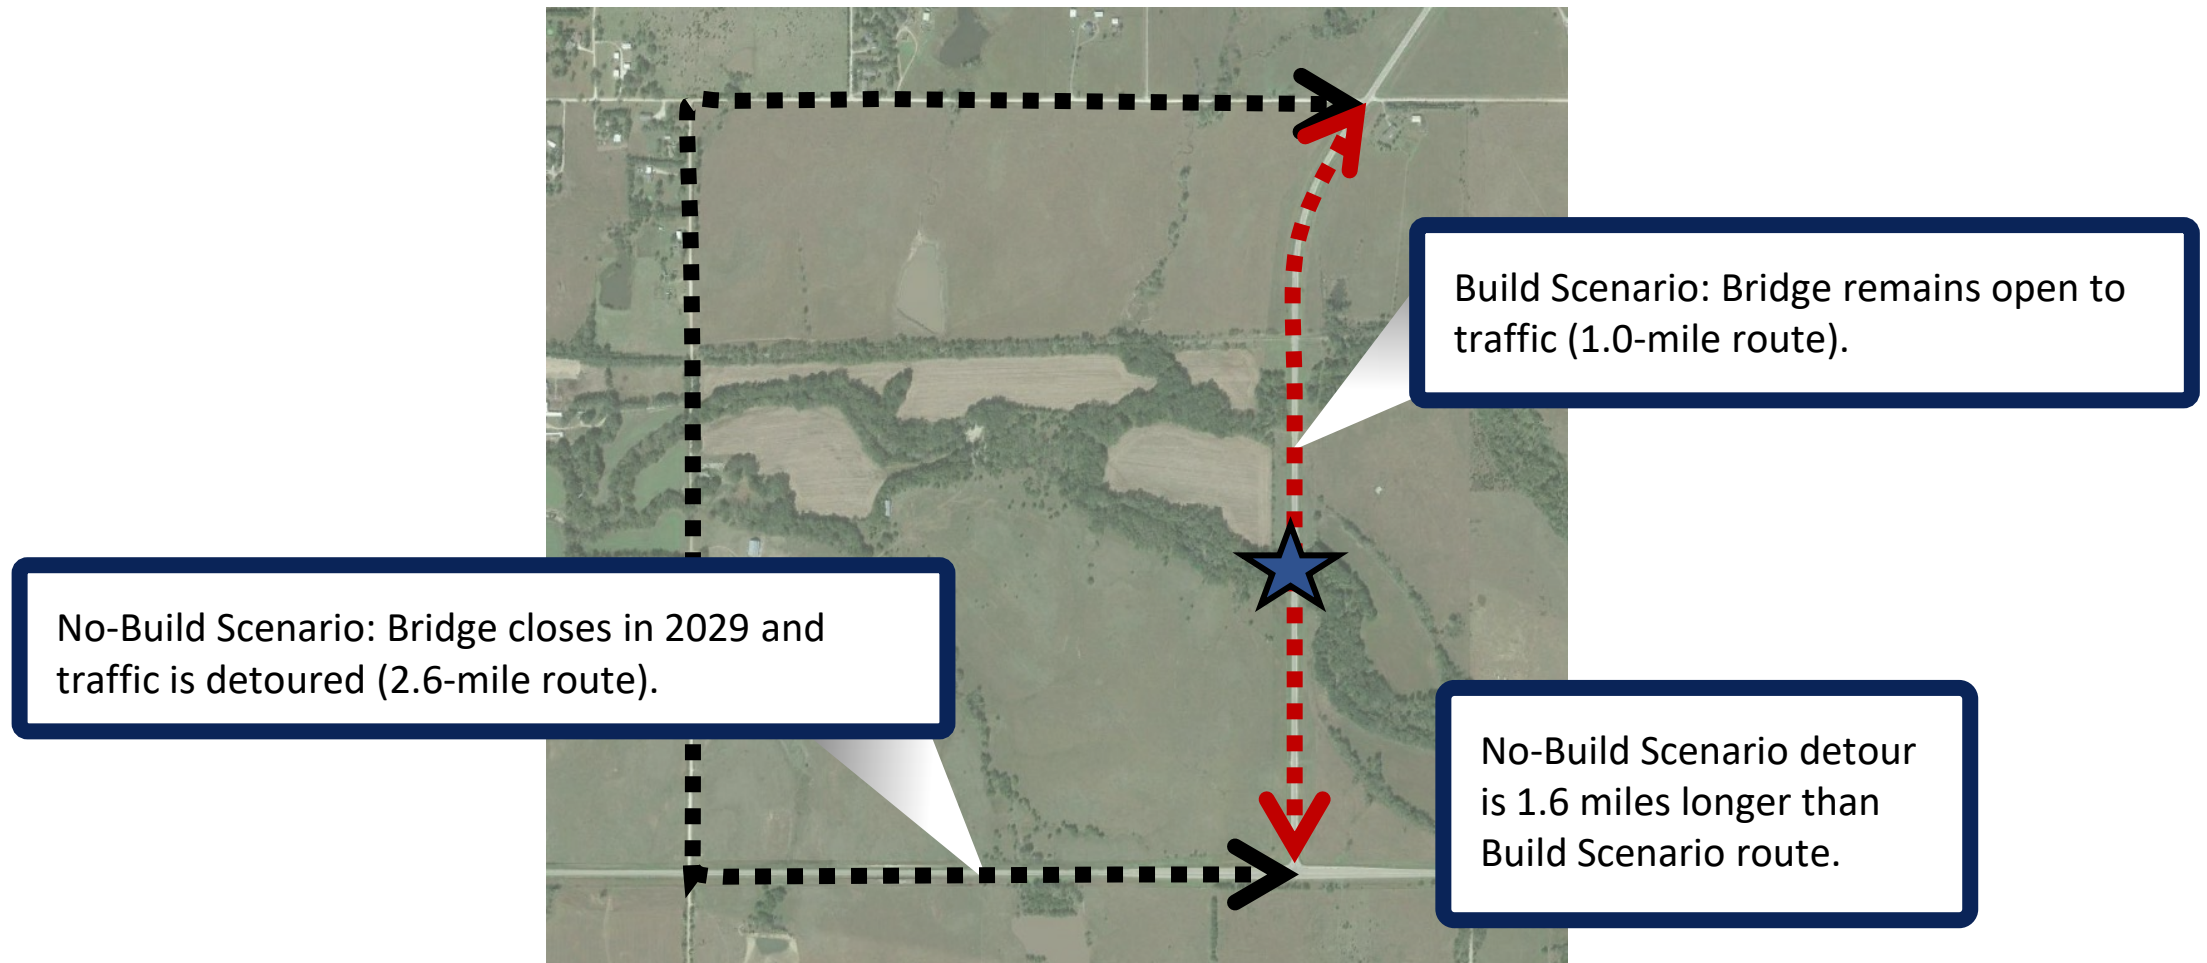 Build Scenario: Bridge remains open to
traffic (1.0-mile route).
No-Build Scenario: Bridge closes in 2029 and
traffic is detoured (2.6-mile route).
No-Build Scenario detour
is 1.6 miles longer than
Build Scenario route.